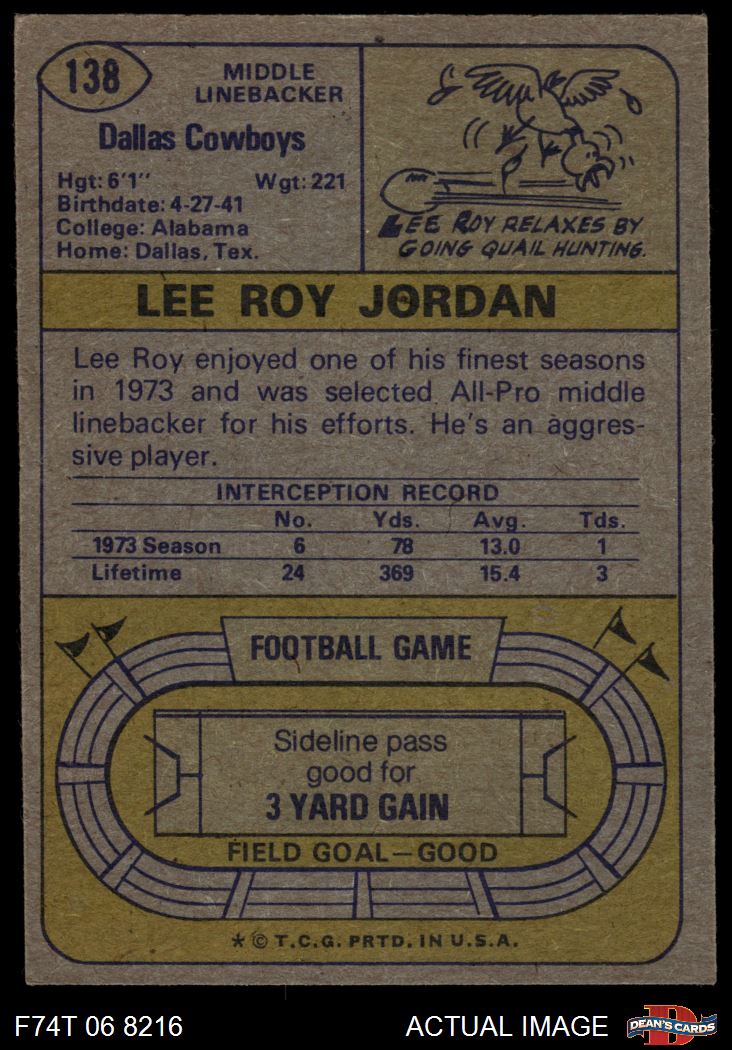 138
MIDDLE
LINEBACKER
Dallas Cowboys
Hgt: 6'1" Wgt: 221
Birthdate: 4-27-41
College: Alabama
Home: Dallas, Tex.
LEE ROY RELAXES BY
GOING QUAIL HUNTING.
LEE ROY JORDAN
Lee Roy enjoyed one of his finest seasons
in 1973 and was selected All-Pro middle
linebacker for his efforts. He's an aggres-
sive player.
INTERCEPTION RECORD
No. Yds. Avg. Tds.
1973 Season 6 78 13.0 1
Lifetime 24 369 15.4 3
FOOTBALL GAME
Sideline pass
good for
3 YARD GAIN
FIELD GOAL—GOOD
* © T.C.G. PRTD. IN U.S.A.
F74T 06 8216 ACTUAL IMAGE
D
DEAN'S CARDS